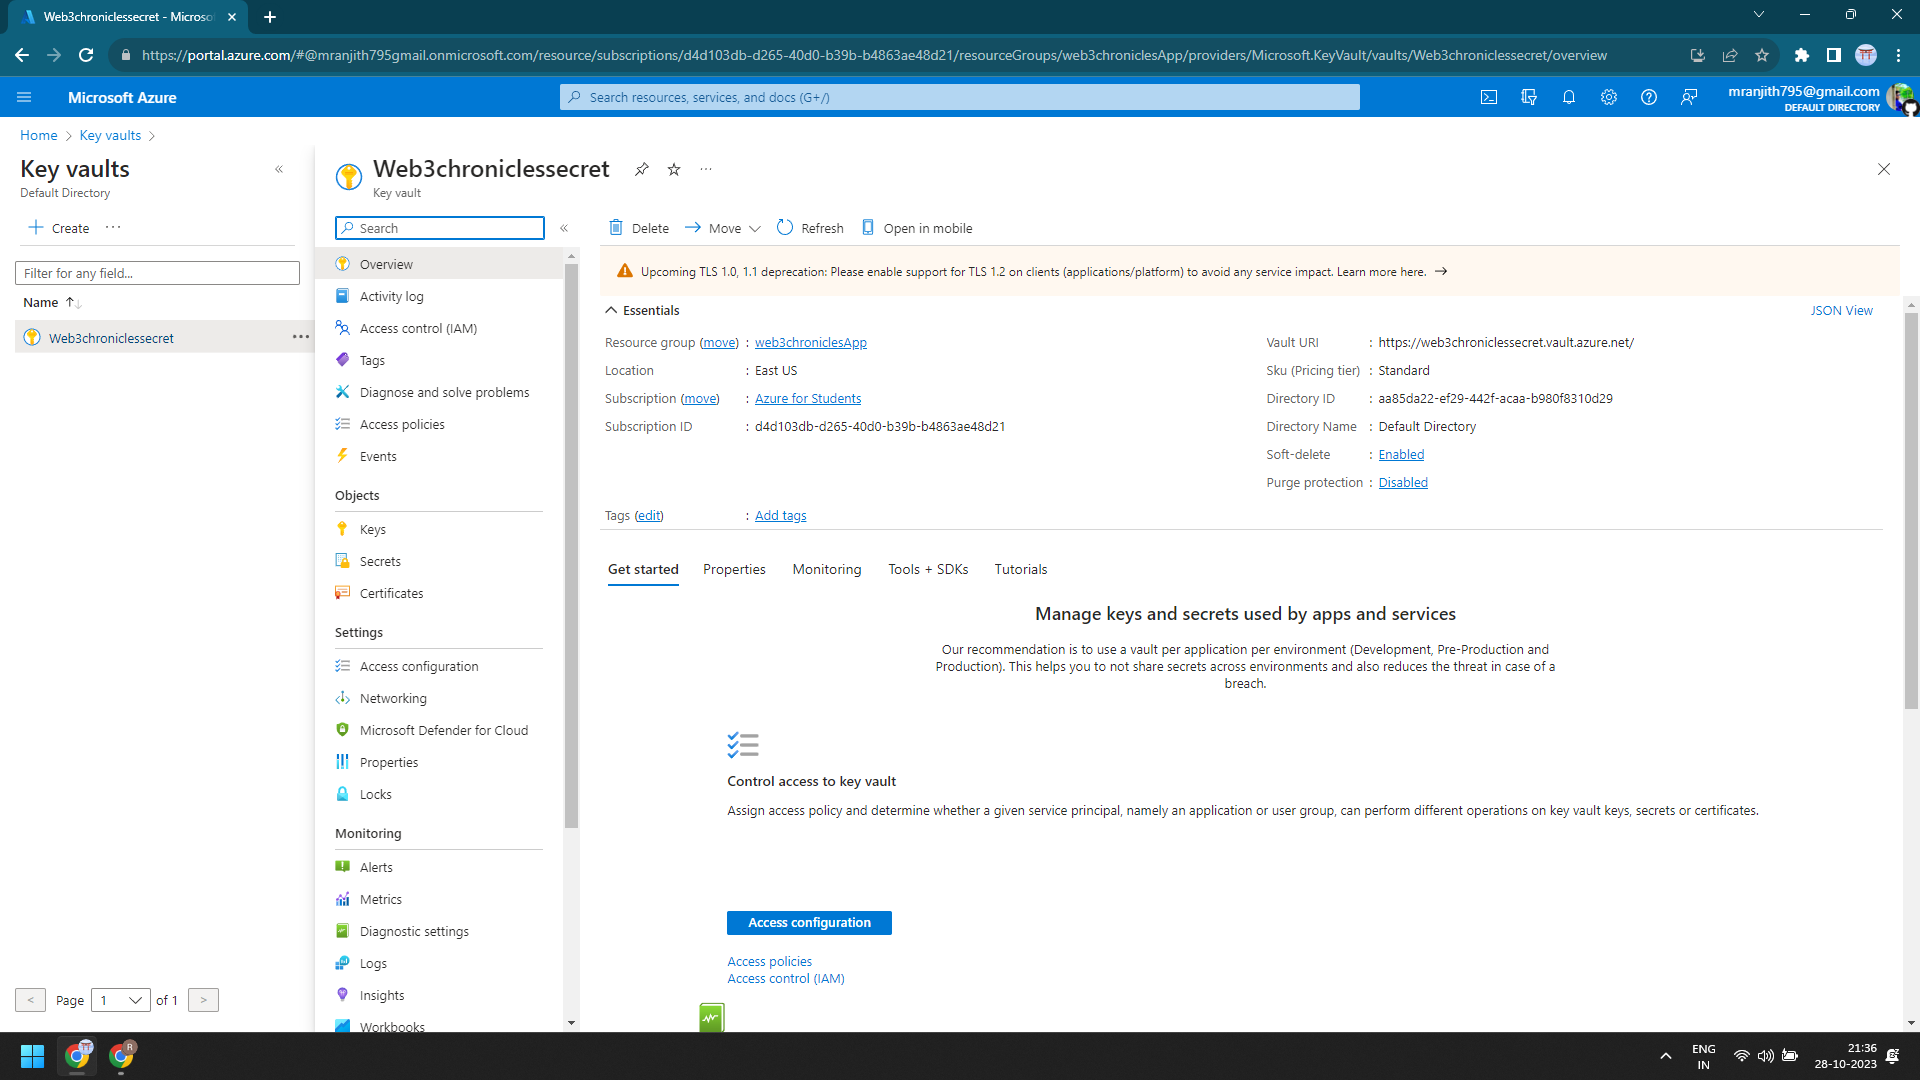 Web3chroniclessecret - Microso
https://portal.azure.com/#@mranjith795gmail.onmicrosoft.com/resource/subscriptions/d4d103db-d265-40d0-b39b-b4863ae48d21/resourceGroups/web3chroniclesApp/providers/Microsoft.KeyVault/vaults/Web3chroniclessecret/overview
Microsoft Azure
Search resources, services, and docs (G+/)
mranjith795@gmail.com
DEFAULT DIRECTORY
Home > Key vaults >
Key vaults
Default Directory
Create
Filter for any field...
Name
Web3chroniclessecret
Page 1 of 1
Web3chroniclessecret
Key vault
Search
Overview
Activity log
Access control (IAM)
Tags
Diagnose and solve problems
Access policies
Events
Objects
Keys
Secrets
Certificates
Settings
Access configuration
Networking
Microsoft Defender for Cloud
Properties
Locks
Monitoring
Alerts
Metrics
Diagnostic settings
Logs
Insights
Workbooks
Delete Move Refresh Open in mobile
Upcoming TLS 1.0, 1.1 deprecation: Please enable support for TLS 1.2 on clients (applications/platform) to avoid any service impact. Learn more here.
Essentials
JSON View
Resource group (move) : web3chroniclesApp
Location : East US
Subscription (move) : Azure for Students
Subscription ID : d4d103db-d265-40d0-b39b-b4863ae48d21
Vault URI : https://web3chroniclessecret.vault.azure.net/
Sku (Pricing tier) : Standard
Directory ID : aa85da22-ef29-442f-acaa-b980f8310d29
Directory Name : Default Directory
Soft-delete : Enabled
Purge protection : Disabled
Tags (edit) : Add tags
Get started Properties Monitoring Tools + SDKs Tutorials
Manage keys and secrets used by apps and services
Our recommendation is to use a vault per application per environment (Development, Pre-Production and
Production). This helps you to not share secrets across environments and also reduces the threat in case of a
breach.
Control access to key vault
Assign access policy and determine whether a given service principal, namely an application or user group, can perform different operations on key vault keys, secrets or certificates.
Access configuration
Access policies
Access control (IAM)
R
ENG
IN
21:36
28-10-2023